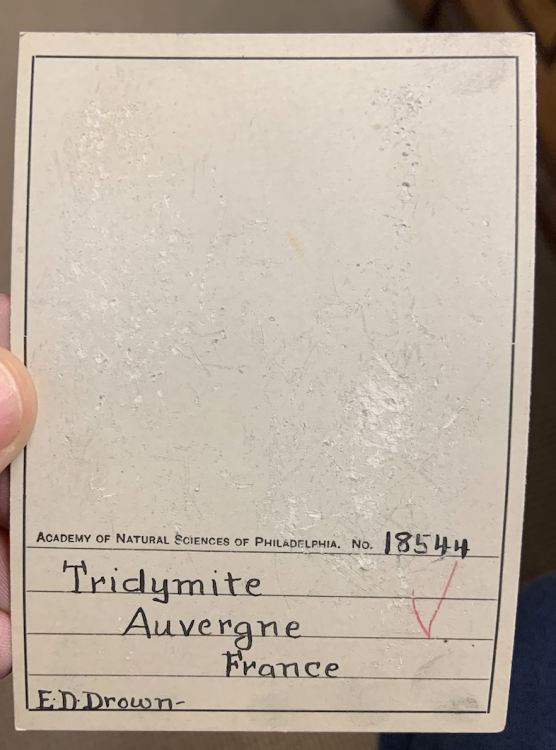 ACADEMY OF NATURAL SCIENCES OF PHILADELPHIA. No. 18544
Tridymite
Auvergne
France
E.D.Drown-